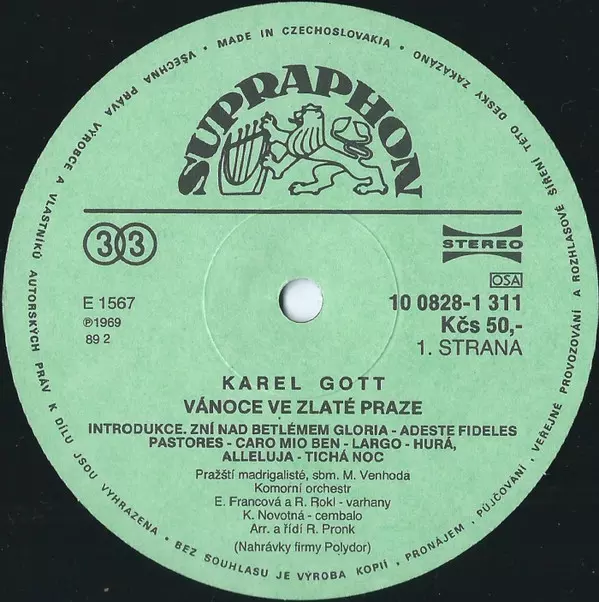 • VŠECHNA PRÁVA VÝROBCE A VLASTNÍKŮ AUTORSKÝCH PRÁV K DÍLU JSOU VYHRAZENA • BEZ SOUHLASU JE VÝROBA KOPIÍ, PRONÁJEM, PŮJČOVÁNÍ, VEŘEJNÉ PROVOZOVÁNÍ A ROZHLASOVÉ ŠÍŘENÍ TÉTO DESKY ZAKÁZÁNO • MADE IN CZECHOSLOVAKIA
SUPRAPHON
33
STEREO
OSA
E 1567
10 0828-1 311
℗1969
Kčs 50,-
89 2
1. STRANA
KAREL GOTT
VÁNOCE VE ZLATÉ PRAZE
INTRODUKCE. ZNÍ NAD BETLÉMEM GLORIA - ADESTE FIDELES
PASTORES - CARO MIO BEN - LARGO - HURÁ,
ALLELUJA - TICHÁ NOC
Pražští madrigalisté, sbm. M. Venhoda
Komorní orchestr
E. Francová a R. Rokl - varhany
K. Novotná - cembalo
Arr. a řídí R. Pronk
(Nahrávky firmy Polydor)